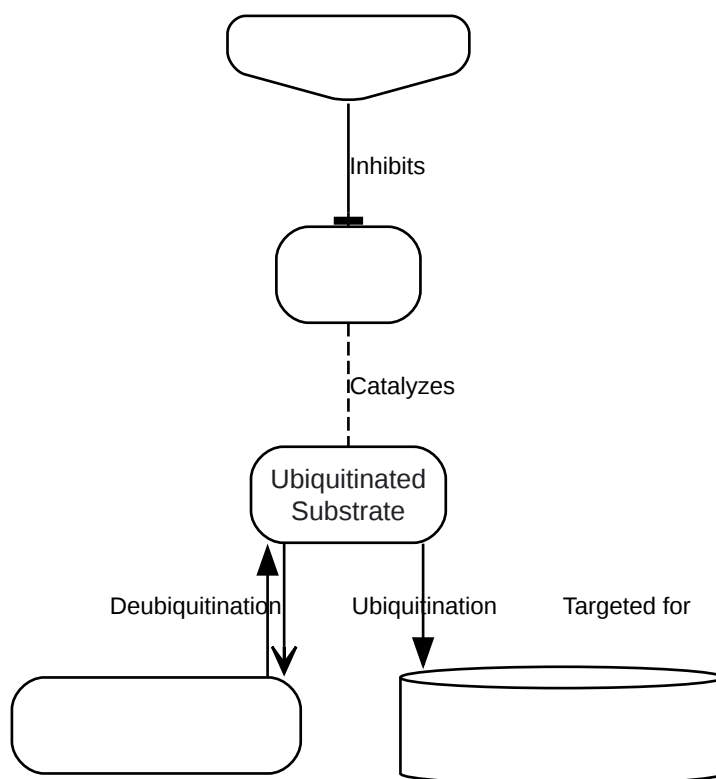 Inhibits
Catalyzes
Ubiquitinated
Substrate
Deubiquitination
Ubiquitination
Targeted for